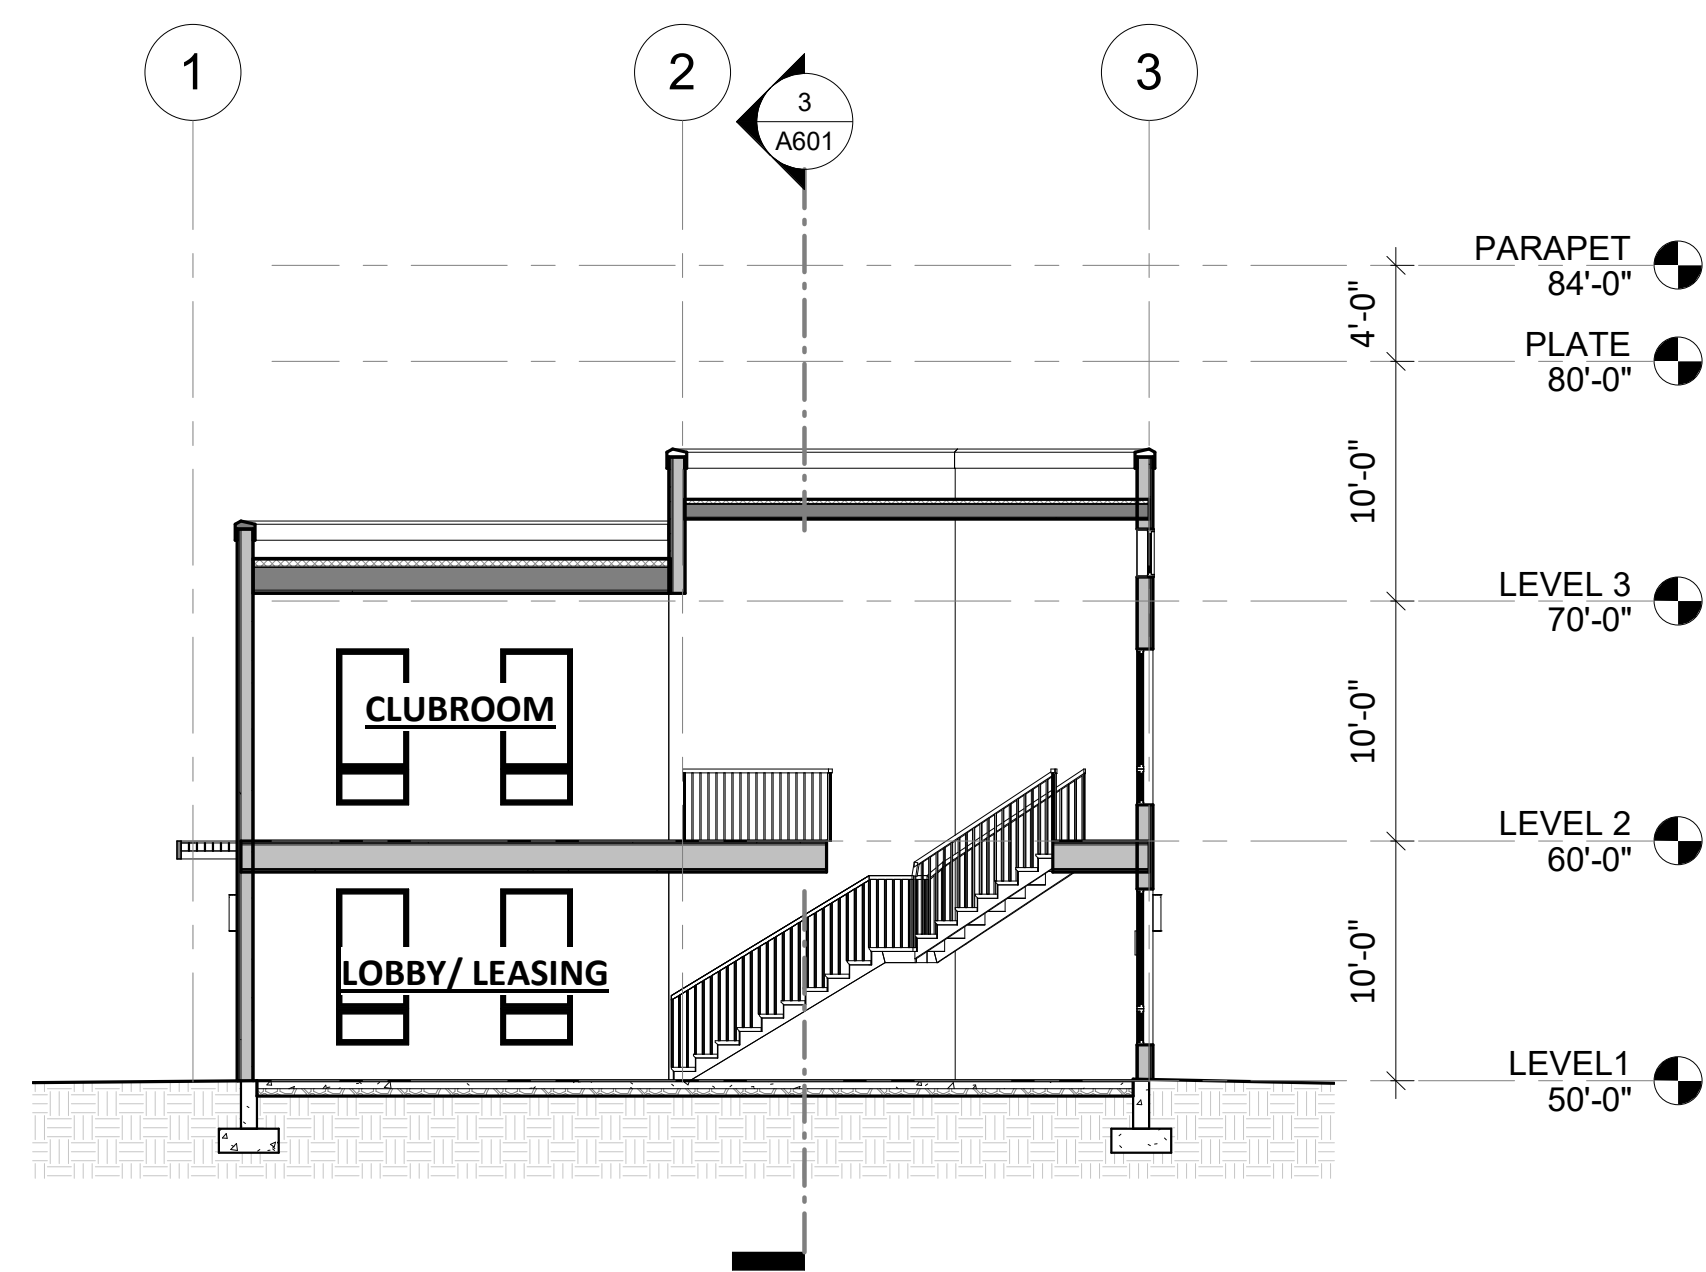 1
2
3
3
A601
PARAPET
84'-0"
4'-0"
PLATE
80'-0"
10'-0"
LEVEL 3
70'-0"
CLUBROOM
10'-0"
LEVEL 2
60'-0"
LOBBY/ LEASING
10'-0"
LEVEL1
50'-0"